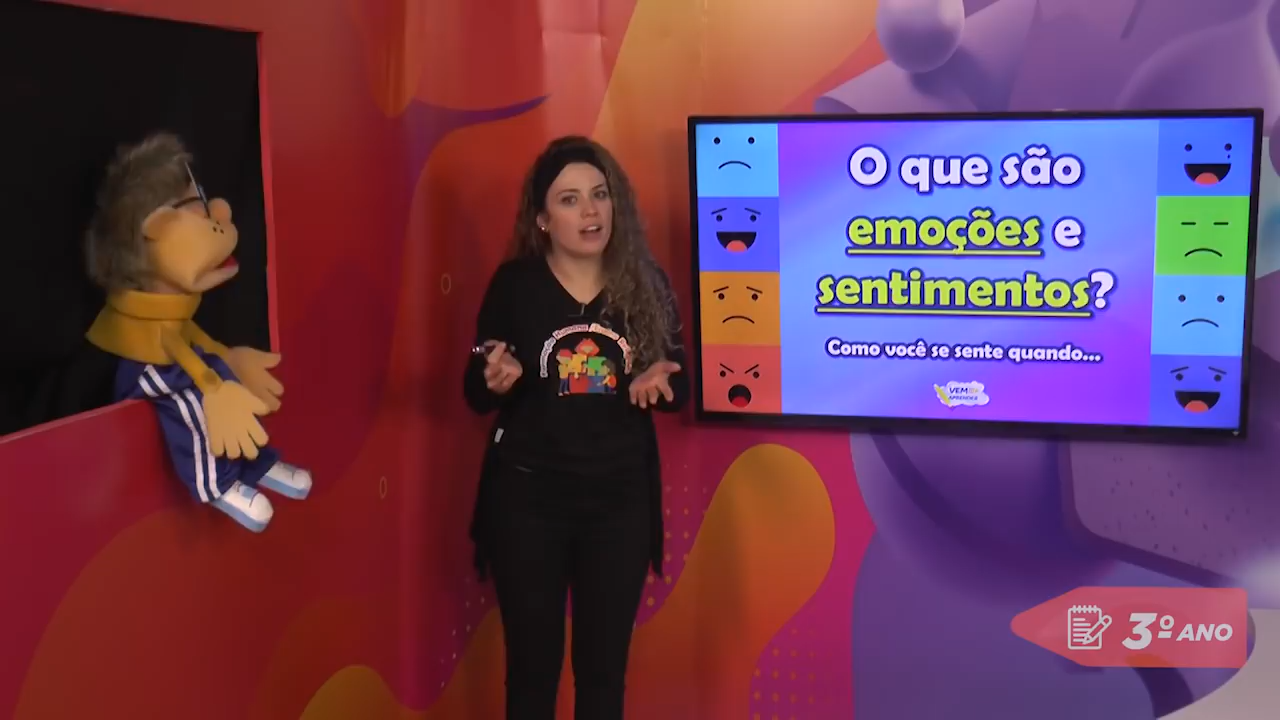 O que são
emoções e
sentimentos?
Como você se sente quando...
VEM
APRENDER
3º ANO